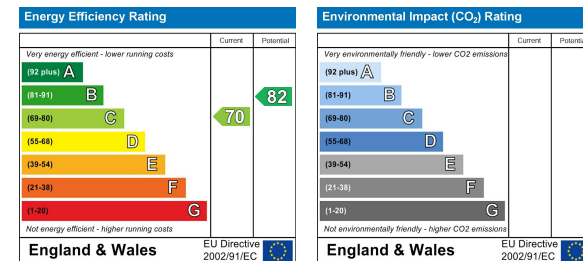 Energy Efficiency Rating
Current Potential
Very energy efficient - lower running costs
(92 plus) A
(81-91) B
82
(69-80) C
70
(55-68) D
(39-54) E
(21-38) F
(1-20) G
Not energy efficient - higher running costs
England & Wales
EU Directive
2002/91/EC
Environmental Impact (CO₂) Rating
Current Potential
Very environmentally friendly - lower CO2 emissions
(92 plus) A
(81-91) B
(69-80) C
(55-68) D
(39-54) E
(21-38) F
(1-20) G
Not environmentally friendly - higher CO2 emissions
England & Wales
EU Directive
2002/91/EC